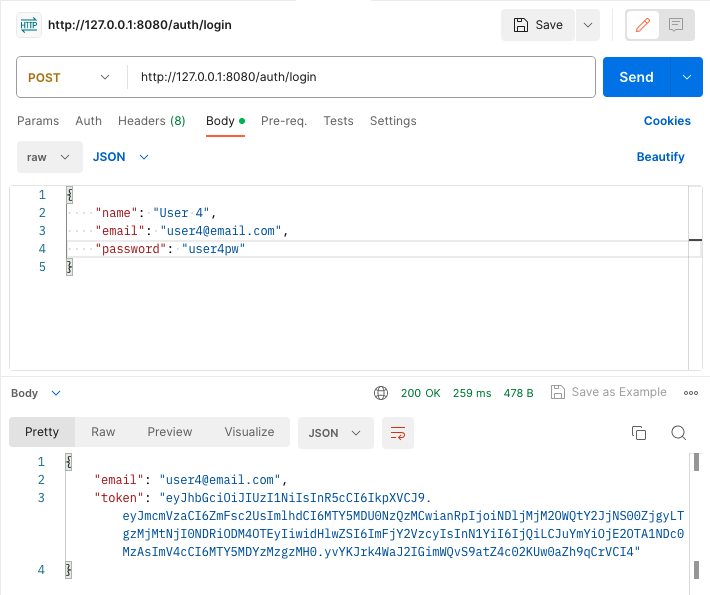 HTTP http://127.0.0.1:8080/auth/login Save
POST http://127.0.0.1:8080/auth/login Send
Params Auth Headers (8) Body Pre-req. Tests Settings Cookies
raw JSON Beautify
1 {
2 "name": "User 4",
3 "email": "user4@email.com",
4 "password": "user4pw"
5 }
Body 200 OK 259 ms 478 B Save as Example
Pretty Raw Preview Visualize JSON
1 {
2 "email": "user4@email.com",
3 "token": "eyJhbGciOiJIUzI1NiIsInR5cCI6IkpXVCJ9.
eyJmcmVzaCI6ZmFsc2UsImlhdCI6MTY5MDU0NzQzMCwianRpIjoiNDljMjM2OWQtY2JjNS00ZjgyLT
gzMjMtNjI0NDRiODM4OTEyIiwidHlwZSI6ImFjY2VzcyIsInN1YiI6IjQiLCJuYmYiOjE2OTA1NDc0
MzAsImV4cCI6MTY5MDYzMzgzMH0.yvYKJrk4WaJ2IGimWQvS9atZ4c02KUw0aZh9qCrVCI4"
4 }